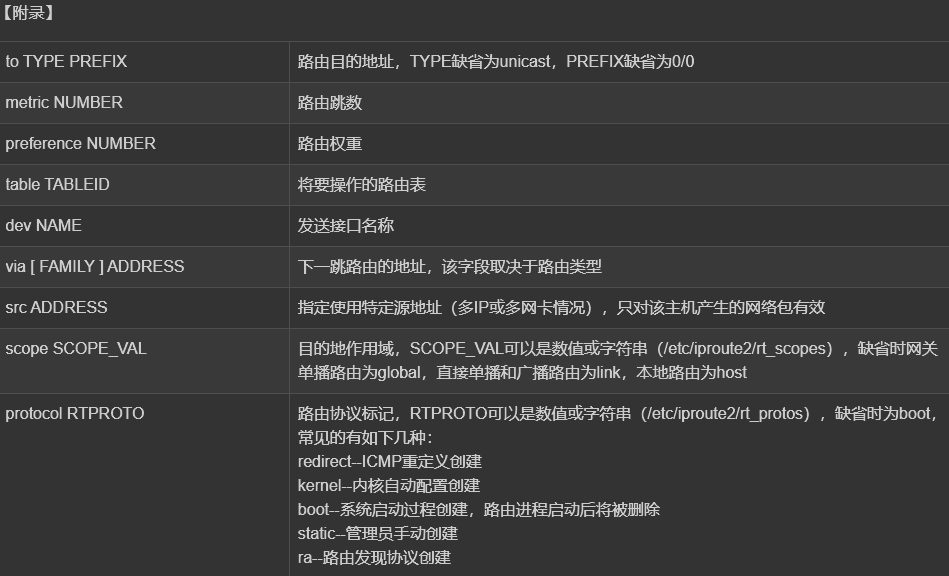 【附录】
to TYPE PREFIX
路由目的地址，TYPE缺省为unicast，PREFIX缺省为0/0
metric NUMBER
路由跳数
preference NUMBER
路由权重
table TABLEID
将要操作的路由表
dev NAME
发送接口名称
via [ FAMILY ] ADDRESS
下一跳路由的地址，该字段取决于路由类型
src ADDRESS
指定使用特定源地址（多IP或多网卡情况），只对该主机产生的网络包有效
scope SCOPE_VAL
目的地作用域，SCOPE_VAL可以是数值或字符串（/etc/iproute2/rt_scopes），缺省时网关
单播路由为global，直接单播和广播路由为link，本地路由为host
protocol RTPROTO
路由协议标记，RTPROTO可以是数值或字符串（/etc/iproute2/rt_protos），缺省时为boot，
常见的有如下几种：
redirect--ICMP重定义创建
kernel--内核自动配置创建
boot--系统启动过程创建，路由进程启动后将被删除
static--管理员手动创建
ra--路由发现协议创建